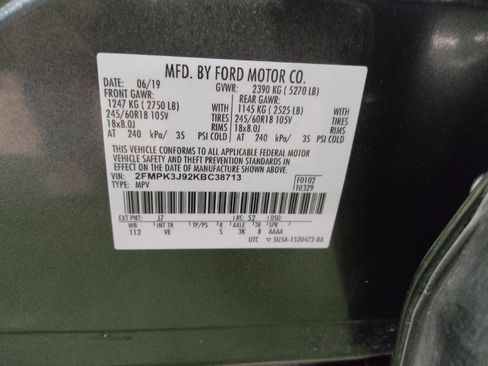 MFD. BY FORD MOTOR CO.
DATE: 06/19 GVWR: 2390 KG ( 5270 LB)
FRONT GAWR: REAR GAWR:
1247 KG ( 2750 LB) WITH 1145 KG ( 2525 LB) WITH
245/60R18 105V TIRES 245/60R18 105V TIRES
18x8.0J RIMS 18x8.0J RIMS
AT 240 kPa/ 35 PSI COLD AT 240 kPa/ 35 PSI COLD
THIS VEHICLE CONFORMS TO ALL APPLICABLE FEDERAL MOTOR
VEHICLE SAFETY AND THEFT PREVENTION STANDARDS IN
EFFECT ON THE DATE OF MANUFACTURE SHOWN ABOVE.
VIN: 2FMPK3J92KBC38713 F0102
TYPE: MPV T0329
EXT PNT: J7 RC: 52 DSO:
WB INT TR TP/PS R AXLE TR SPR
112 VE S 3K 8 AAAA
UTC SU5A-1520472-BA